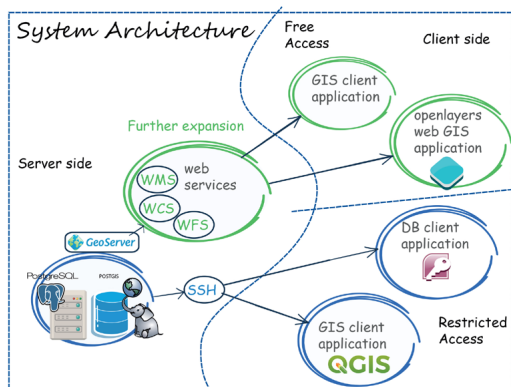 System Architecture
Free
Access
Client side
GIS client
application
Further expansion
openlayers
web GIS
application
Server side
web
services
WMS
WCS
WFS
GeoServer
DB client
application
PostgreSQL
POSTGIS
SSH
GIS client
application
QGIS
Restricted
Access